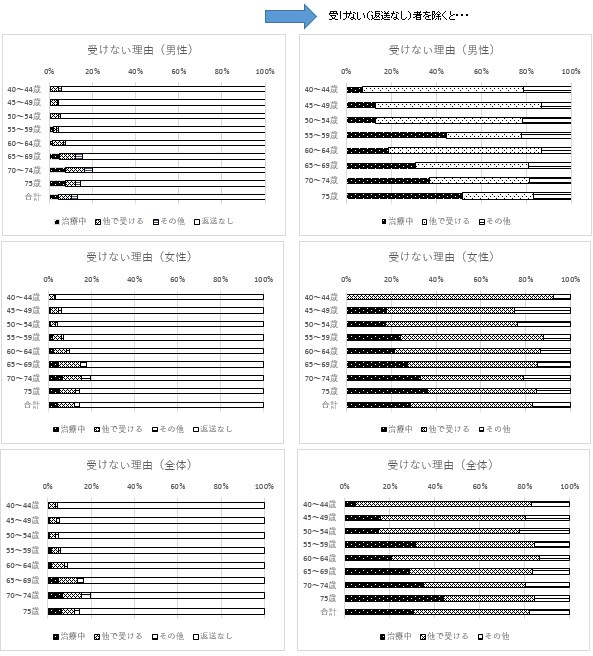 受けない（返送なし）者を除くと・・・
受けない理由（男性）
0% 20% 40% 60% 80% 100%
40～44歳
45～49歳
50～54歳
55～59歳
60～64歳
65～69歳
70～74歳
75歳
合計
治療中 他で受ける その他 返送なし
受けない理由（男性）
0% 20% 40% 60% 80% 100%
40～44歳
45～49歳
50～54歳
55～59歳
60～64歳
65～69歳
70～74歳
75歳
治療中 他で受ける その他
受けない理由（女性）
0% 20% 40% 60% 80% 100%
40～44歳
45～49歳
50～54歳
55～59歳
60～64歳
65～69歳
70～74歳
75歳
合計
治療中 他で受ける その他 返送なし
受けない理由（女性）
0% 20% 40% 60% 80% 100%
40～44歳
45～49歳
50～54歳
55～59歳
60～64歳
65～69歳
70～74歳
75歳
合計
治療中 他で受ける その他
受けない理由（全体）
0% 20% 40% 60% 80% 100%
40～44歳
45～49歳
50～54歳
55～59歳
60～64歳
65～69歳
70～74歳
75歳
治療中 他で受ける その他 返送なし
受けない理由（全体）
0% 20% 40% 60% 80% 100%
40～44歳
45～49歳
50～54歳
55～59歳
60～64歳
65～69歳
70～74歳
75歳
合計
治療中 他で受ける その他